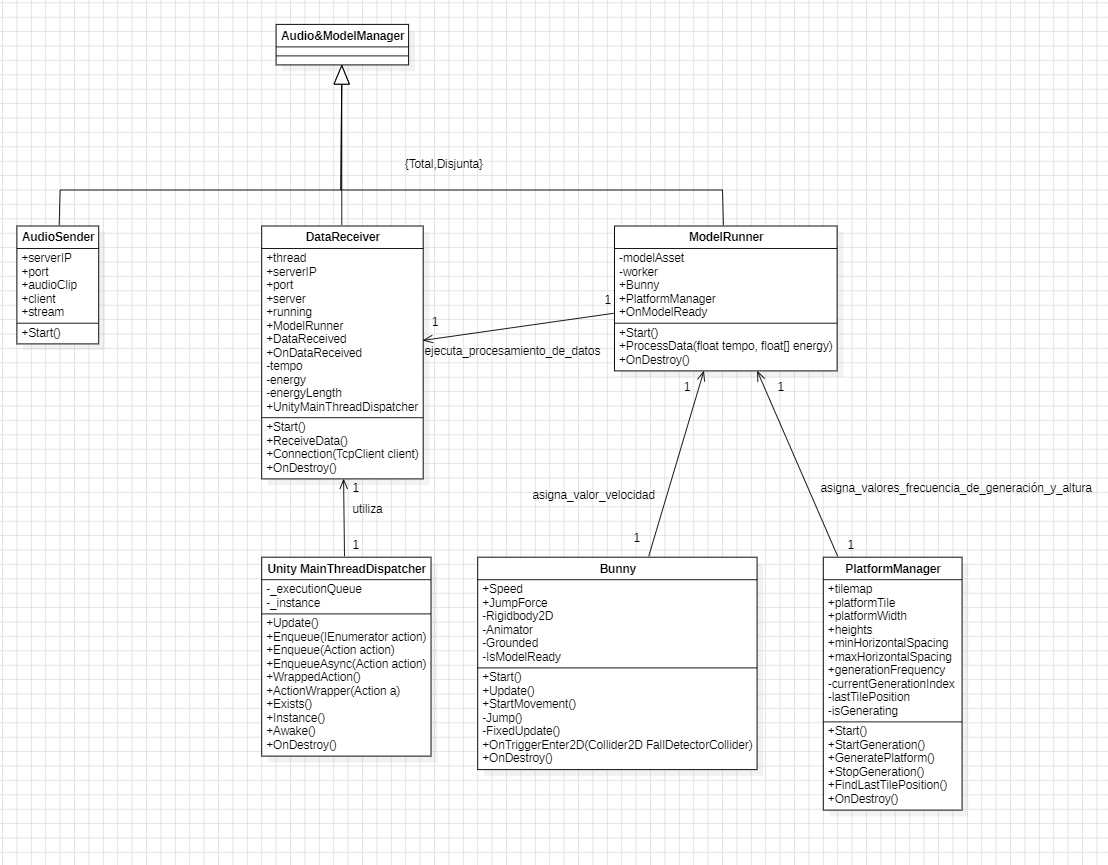 Audio&ModelManager
{Total,Disjunta}
AudioSender
+serverIP
+port
+audioClip
+client
+stream
+Start()
DataReceiver
+thread
+serverIP
+port
+server
+running
+ModelRunner
+DataReceived
+OnDataReceived
-tempo
-energy
-energyLength
+UnityMainThreadDispatcher
+Start()
+ReceiveData()
+Connection(TcpClient client)
+OnDestroy()
ModelRunner
-modelAsset
-worker
+Bunny
+PlatformManager
+OnModelReady
+Start()
+ProcessData(float tempo, float[] energy)
+OnDestroy()
1
1
ejecuta_procesamiento_de_datos
1
utiliza
1
1
asigna_valor_velocidad
1
1
asigna_valores_frecuencia_de_generación_y_altura
1
Unity MainThreadDispatcher
-_executionQueue
-_instance
+Update()
+Enqueue(IEnumerator action)
+Enqueue(Action action)
+EnqueueAsync(Action action)
+WrappedAction()
+ActionWrapper(Action a)
+Exists()
+Instance()
+Awake()
+OnDestroy()
Bunny
+Speed
+JumpForce
-Rigidbody2D
-Animator
-Grounded
-IsModelReady
+Start()
+Update()
+StartMovement()
-Jump()
-FixedUpdate()
+OnTriggerEnter2D(Collider2D FallDetectorCollider)
+OnDestroy()
PlatformManager
+tilemap
+platformTile
+platformWidth
+heights
+minHorizontalSpacing
+maxHorizontalSpacing
+generationFrequency
-currentGenerationIndex
-lastTilePosition
-isGenerating
+Start()
+StartGeneration()
+GeneratePlatform()
+StopGeneration()
+FindLastTilePosition()
+OnDestroy()